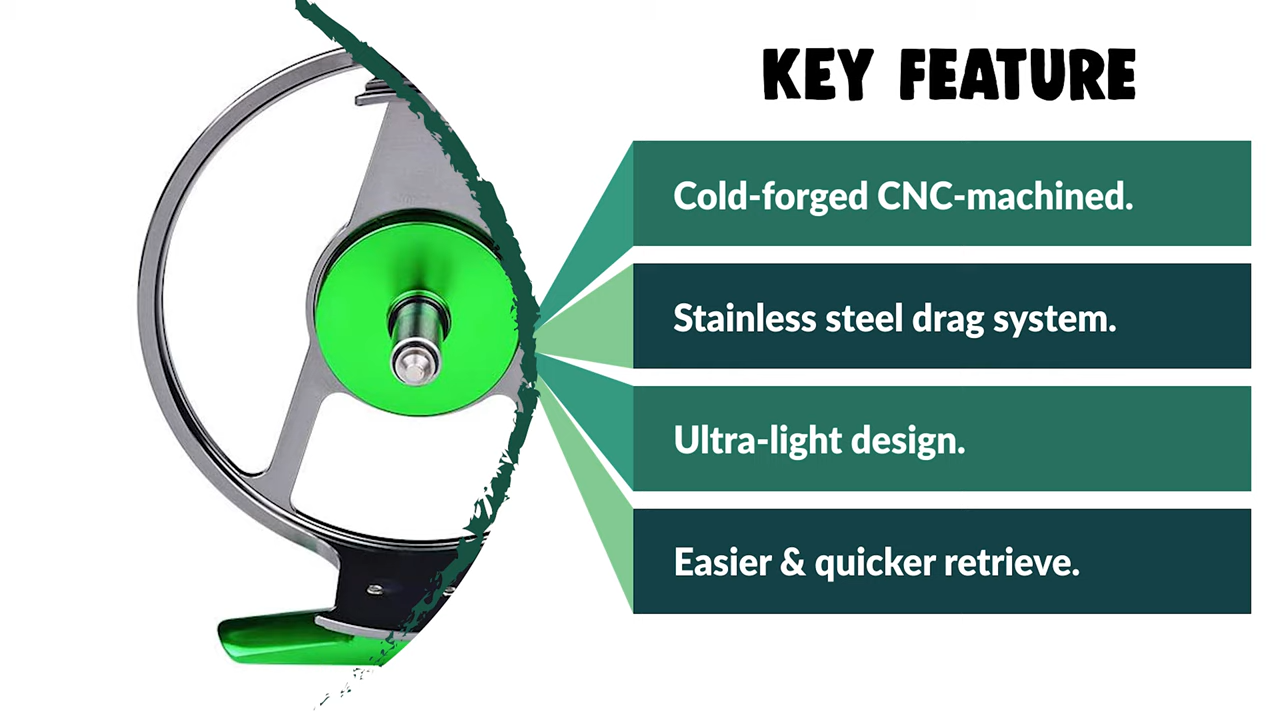 KEY FEATURE
Cold-forged CNC-machined.
Stainless steel drag system.
Ultra-light design.
Easier & quicker retrieve.